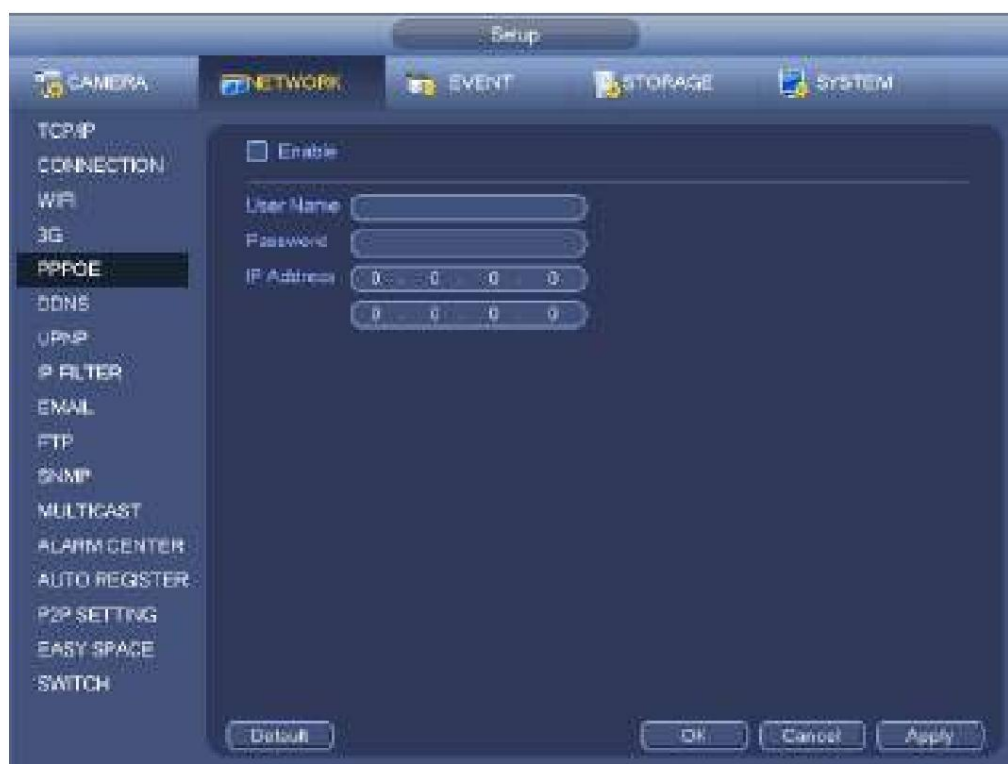 Setup
CAMERA NETWORK EVENT STORAGE SYSTEM
TCP/IP
CONNECTION
WIFI
3G
PPPOE
DDNS
UPNP
IP FILTER
EMAIL
FTP
SNMP
MULTICAST
ALARM CENTER
AUTO REGISTER
P2P SETTING
EASY SPACE
SWITCH
Enable
User Name
Password
IP Address 0 . 0 . 0 . 0
0 . 0 . 0 . 0
Default OK Cancel Apply